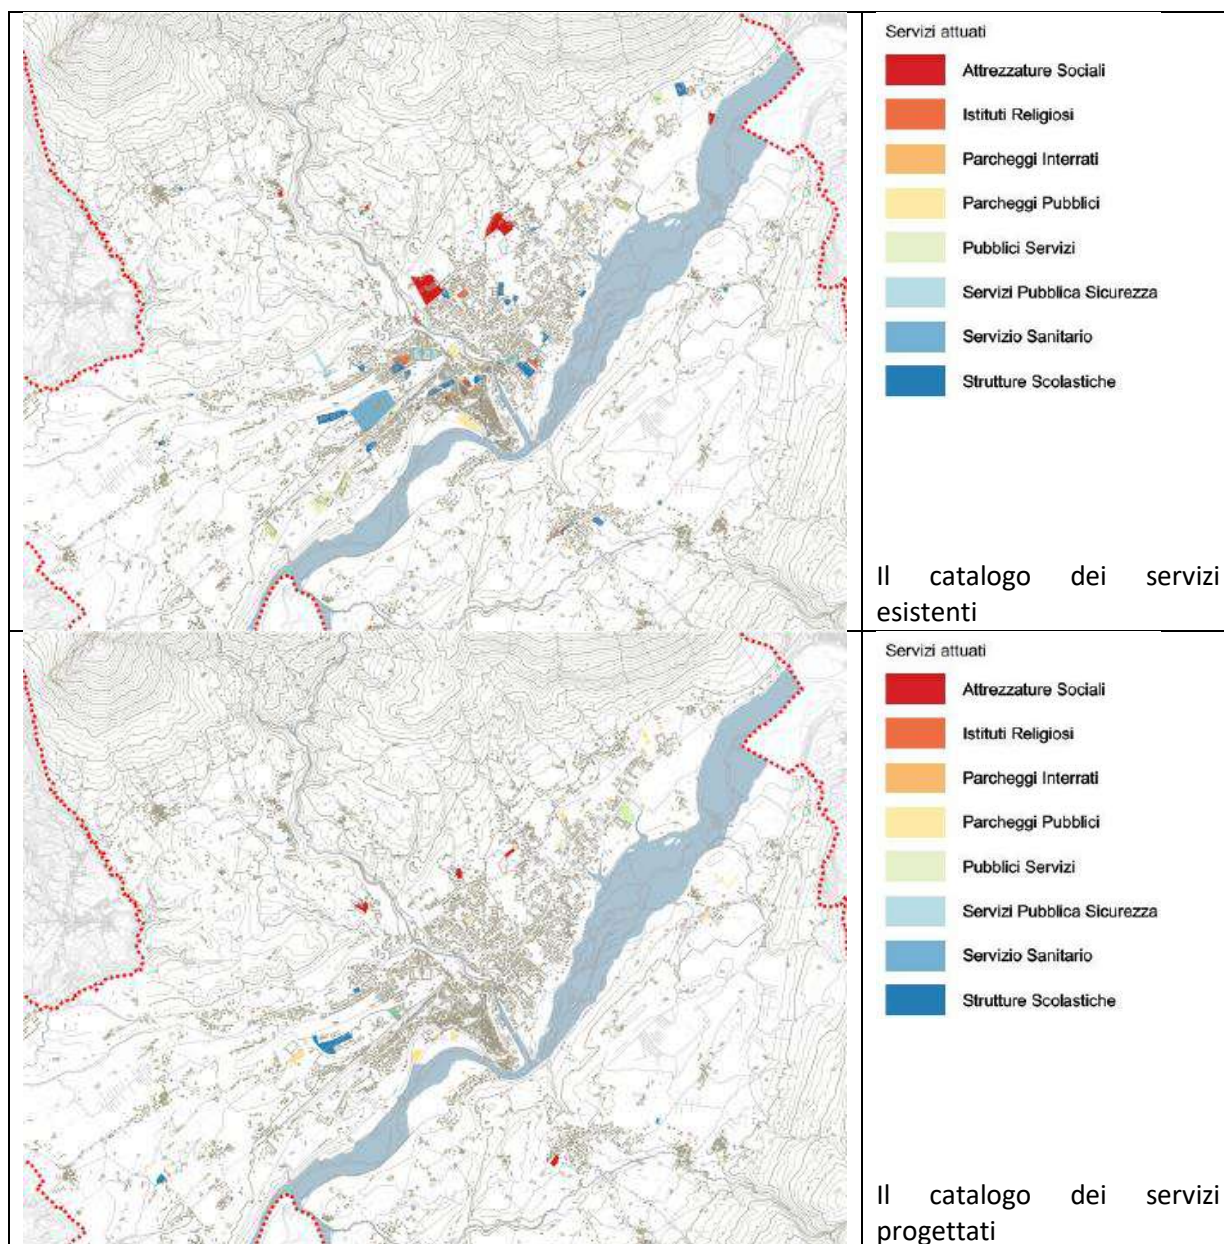 Servizi attuati
Attrezzature Sociali
Istituti Religiosi
Parcheggi Interrati
Parcheggi Pubblici
Pubblici Servizi
Servizi Pubblica Sicurezza
Servizio Sanitario
Strutture Scolastiche
Il catalogo dei servizi
esistenti
Servizi attuati
Attrezzature Sociali
Istituti Religiosi
Parcheggi Interrati
Parcheggi Pubblici
Pubblici Servizi
Servizi Pubblica Sicurezza
Servizio Sanitario
Strutture Scolastiche
Il catalogo dei servizi
progettati